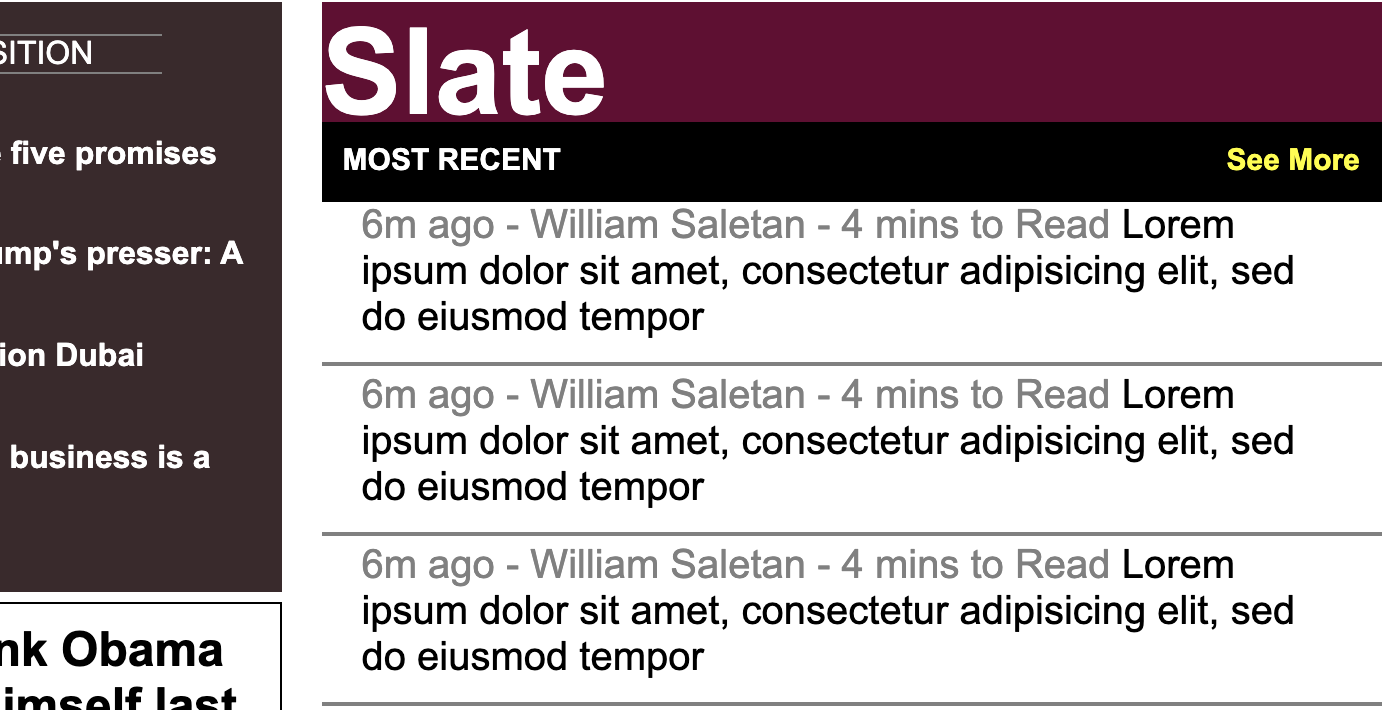 SITION
five promises
ump's presser: A
ion Dubai
business is a
nk Obama
imself last
Slate
MOST RECENT
See More
6m ago - William Saletan - 4 mins to Read Lorem
ipsum dolor sit amet, consectetur adipisicing elit, sed
do eiusmod tempor
6m ago - William Saletan - 4 mins to Read Lorem
ipsum dolor sit amet, consectetur adipisicing elit, sed
do eiusmod tempor
6m ago - William Saletan - 4 mins to Read Lorem
ipsum dolor sit amet, consectetur adipisicing elit, sed
do eiusmod tempor